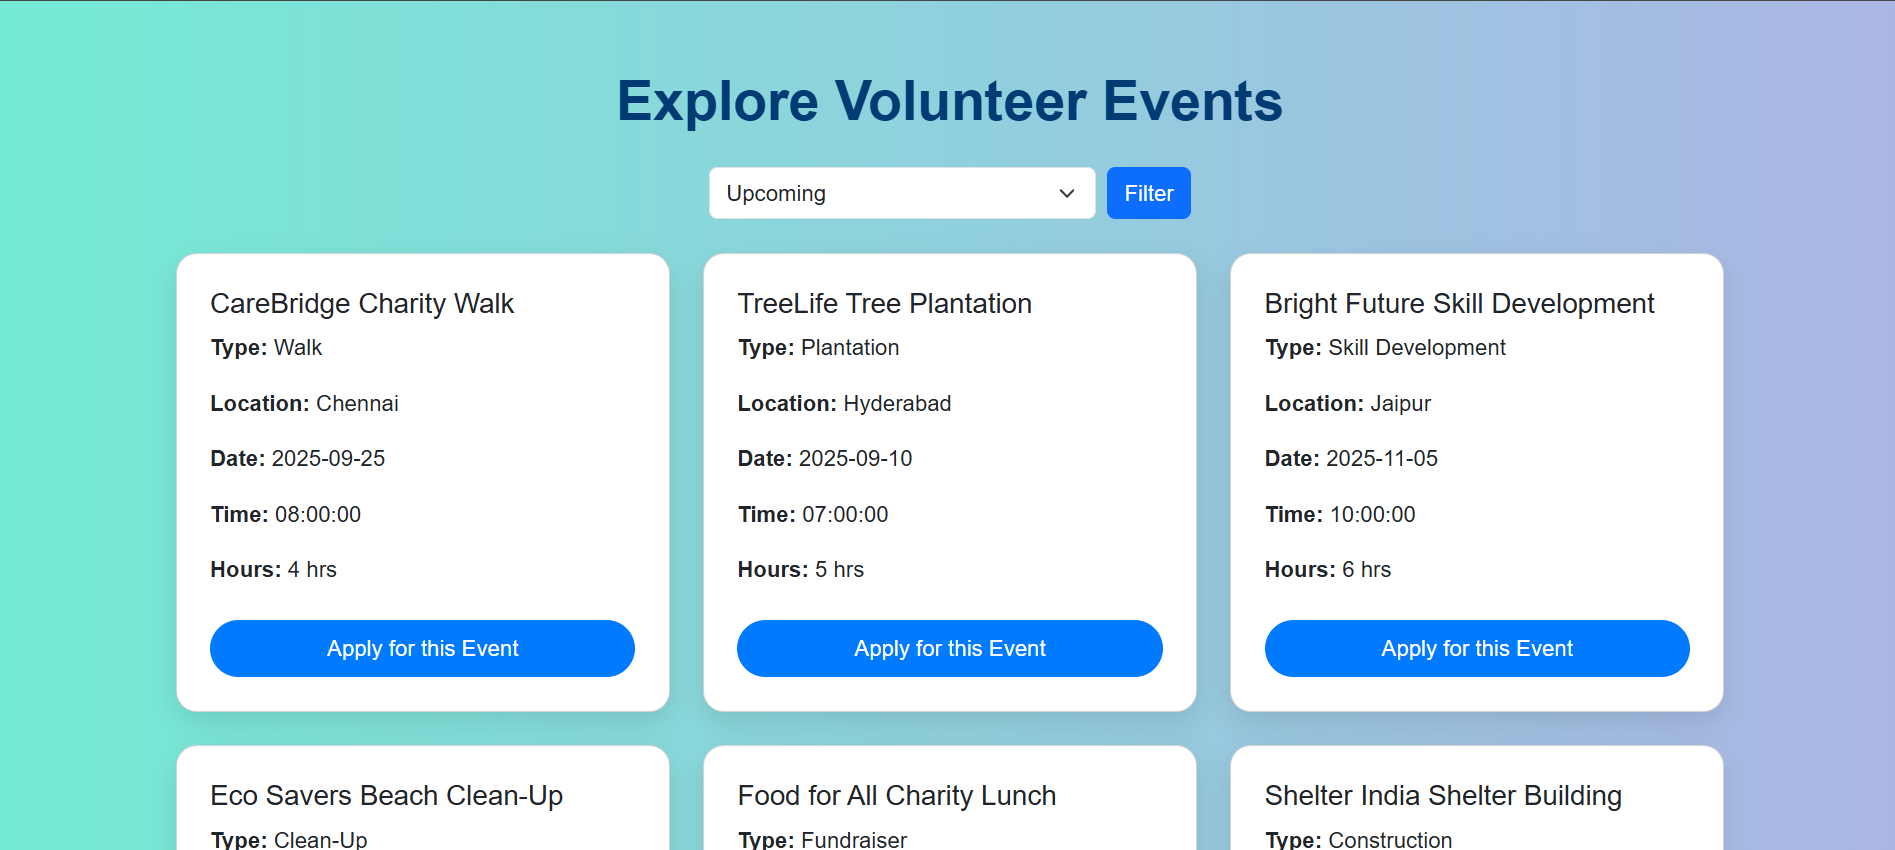 Explore Volunteer Events
Upcoming
Filter
CareBridge Charity Walk
Type: Walk
Location: Chennai
Date: 2025-09-25
Time: 08:00:00
Hours: 4 hrs
Apply for this Event
TreeLife Tree Plantation
Type: Plantation
Location: Hyderabad
Date: 2025-09-10
Time: 07:00:00
Hours: 5 hrs
Apply for this Event
Bright Future Skill Development
Type: Skill Development
Location: Jaipur
Date: 2025-11-05
Time: 10:00:00
Hours: 6 hrs
Apply for this Event
Eco Savers Beach Clean-Up
Type: Clean-Up
Food for All Charity Lunch
Type: Fundraiser
Shelter India Shelter Building
Type: Construction